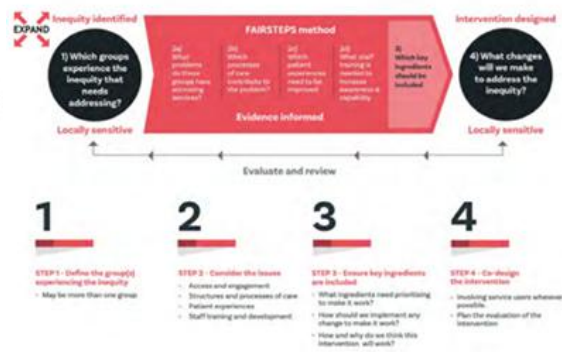 EXPAND
Inequity identified
1) Which groups
experience the
inequity that
needs
addressing?
Locally sensitive
FAIRSTEPS method
2a)
What
problems do
these groups have
accessing services?
2b)
Which
processes of
care
contribute to
the problem?
2c)
Which
patient
experiences
need to be
improved
2d)
What staff
training is
needed to
increase
awareness &
capability
3)
Which key
ingredients
should be
included
Evidence informed
Intervention designed
4) What changes
will we make
to address the
inequity?
Locally sensitive
Evaluate and review
1
STEP 1 - Define the group(s)
experiencing the inequity
• May be more than one group
2
STEP 2 - Consider the issues
• Access and engagement
• Structures and processes of care
• Patient experiences
• Staff training and development
3
STEP 3 - Ensure key ingredients
are included
• What ingredients need prioritising
to make it work?
• How should we implement any
change to make it work?
• How and why do we think this
intervention will work?
4
STEP 4 - Co-design
the intervention
• Involving service users wherever
possible.
• Plan the evaluation of the
intervention